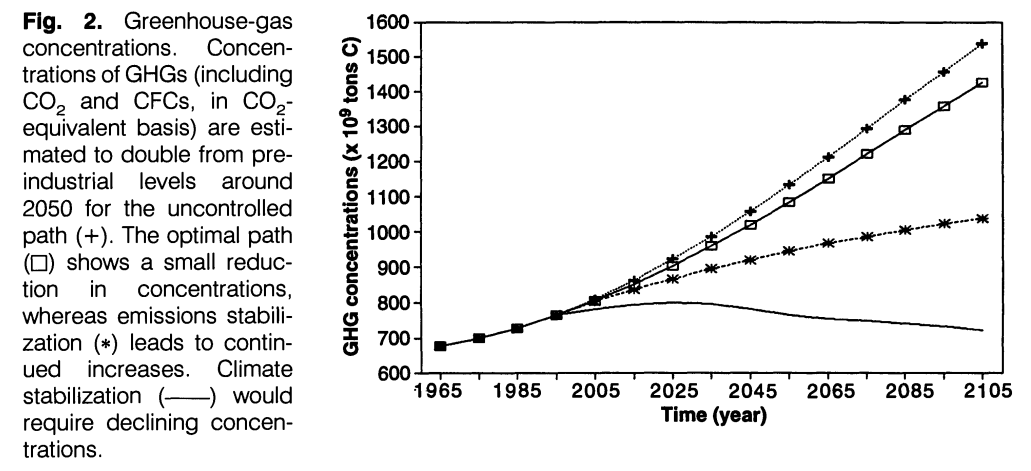 Fig. 2. Greenhouse-gas
concentrations. Concen-
trations of GHGs (including
CO2 and CFCs, in CO2-
equivalent basis) are esti-
mated to double from pre-
industrial levels around
2050 for the uncontrolled
path (+). The optimal path
(□) shows a small reduc-
tion in concentrations,
whereas emissions stabili-
zation (*) leads to contin-
ued increases. Climate
stabilization (——) would
require declining concen-
trations.
GHG concentrations (x 10⁹ tons C)
1600
1500
1400
1300
1200
1100
1000
900
800
700
600
1965 1985 2005 2025 2045 2065 2085 2105
Time (year)